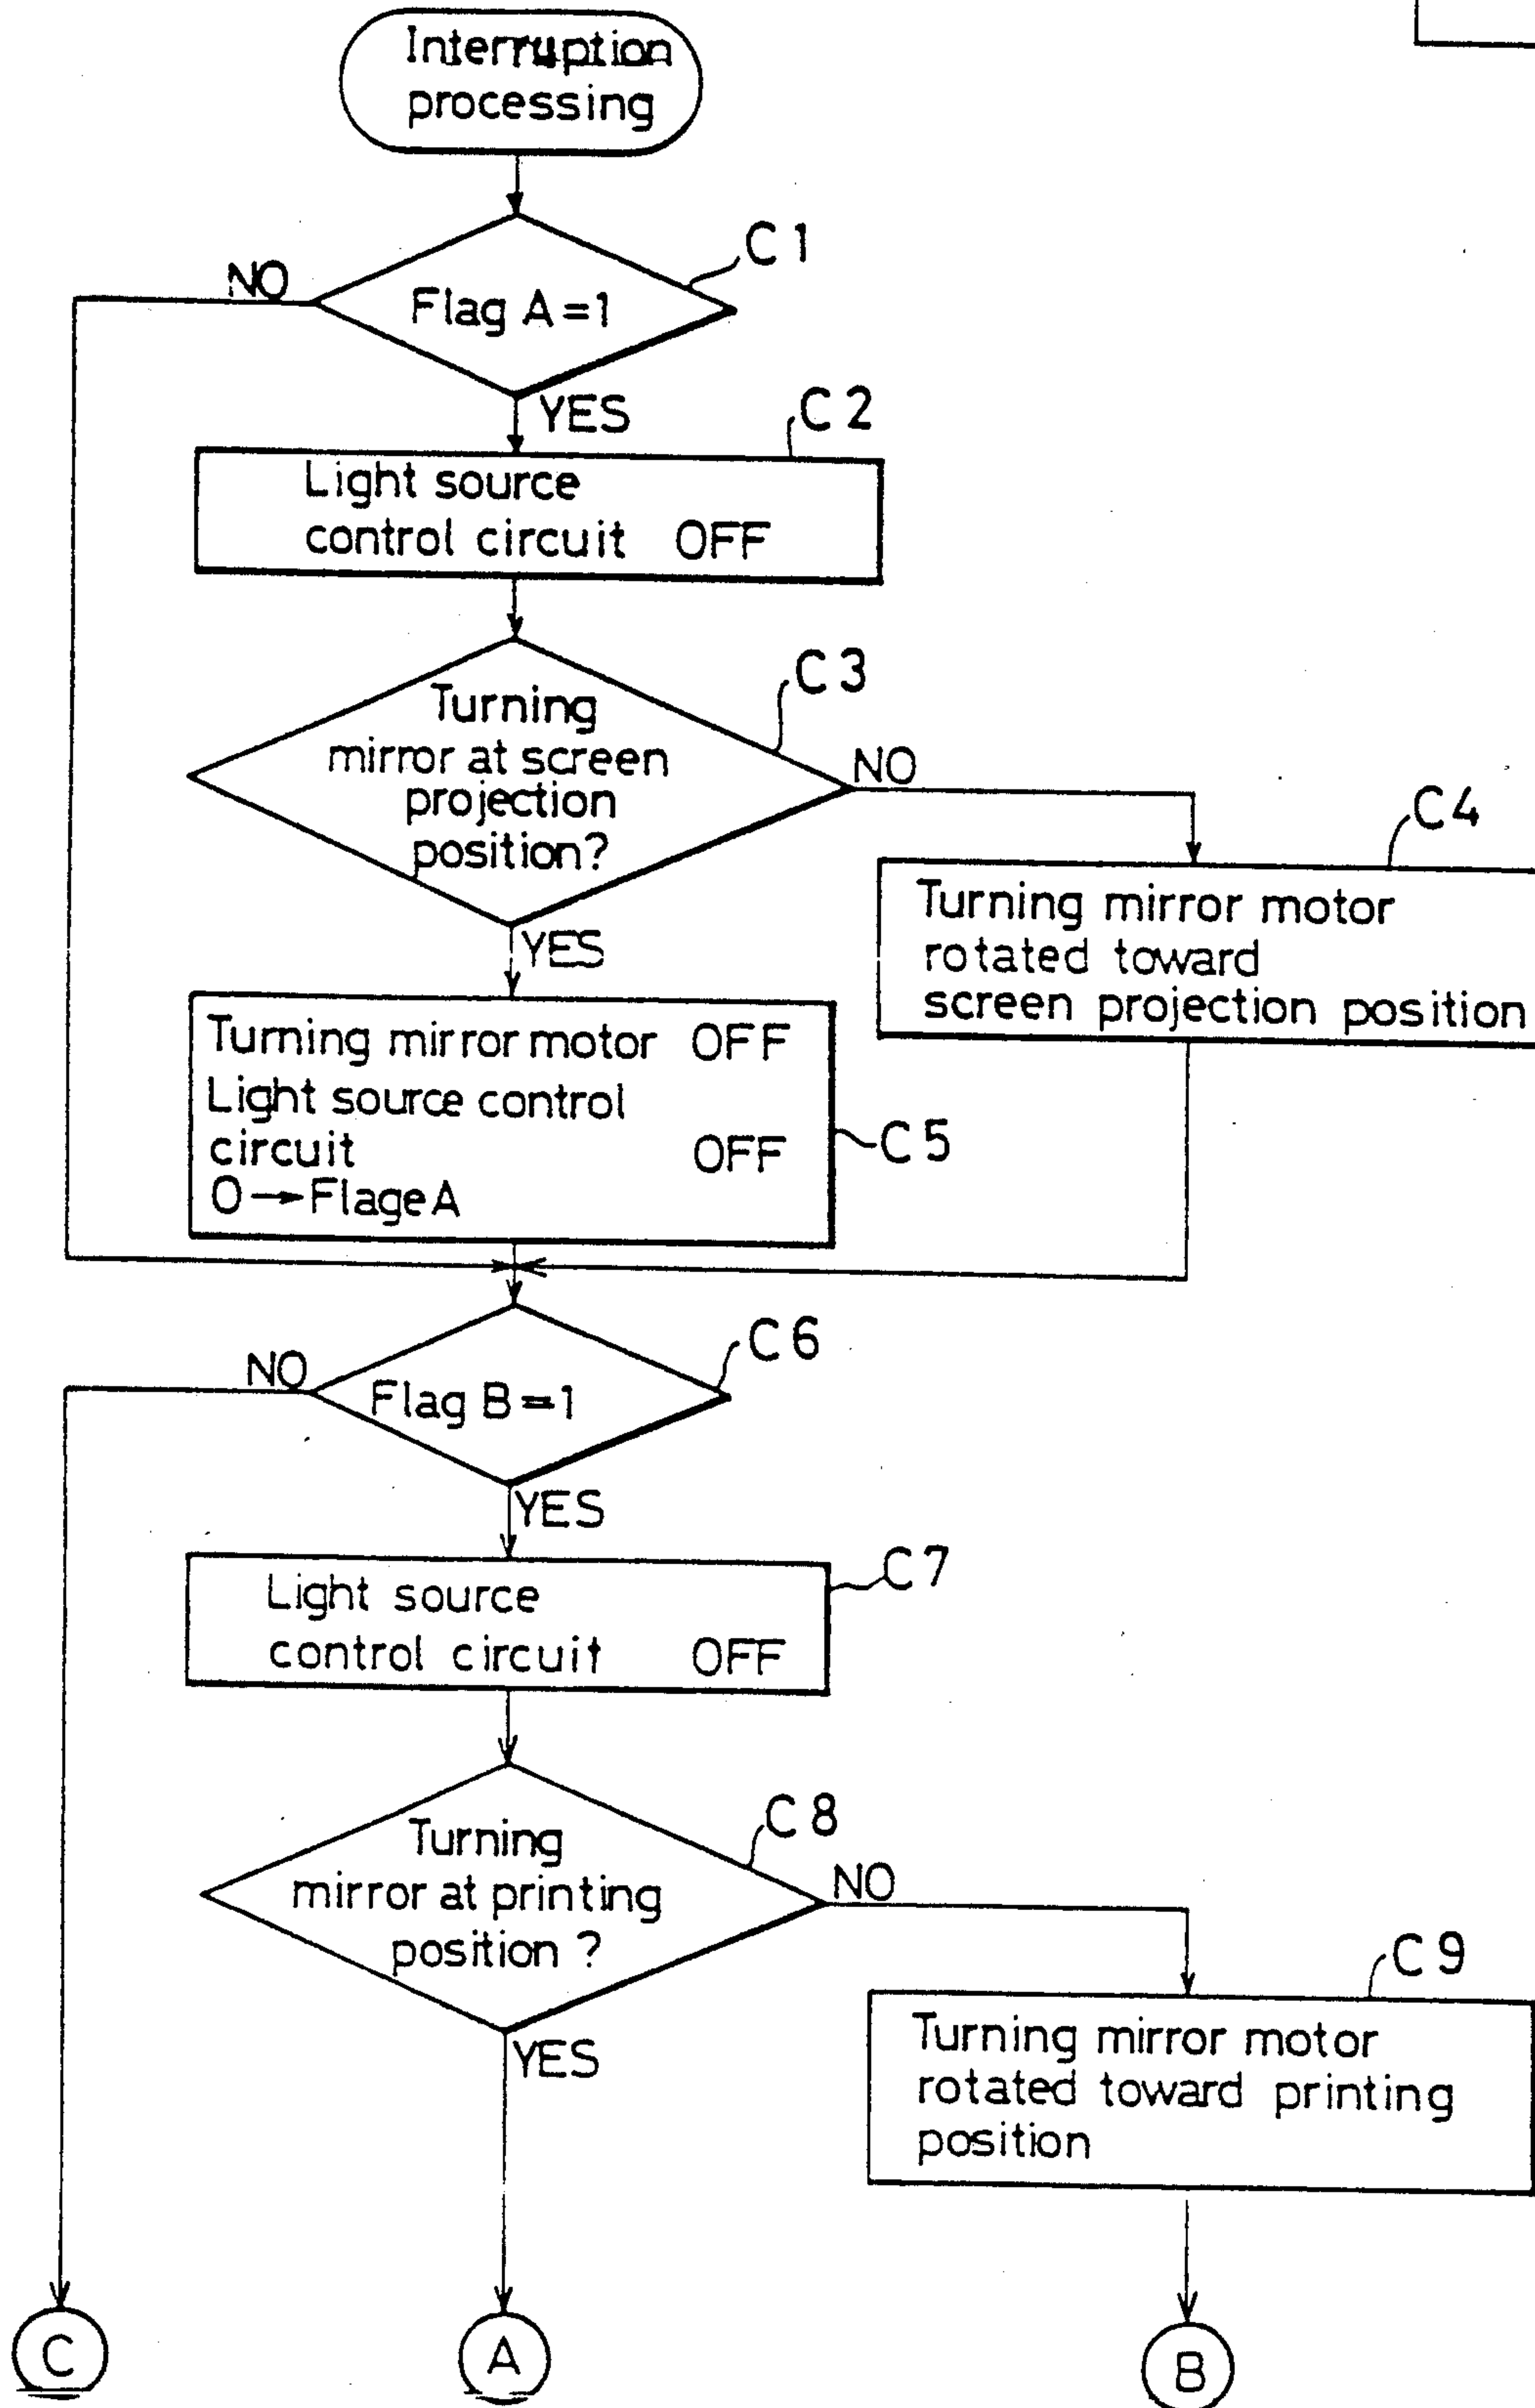 Interruption
processing
C1
NO
Flag A=1
YES
C2
Light source
control circuit OFF
C3
Turning
mirror at screen
projection
position?
NO
C4
YES
Turning mirror motor
rotated toward
screen projection position
Turning mirror motor OFF
Light source control
circuit OFF
0→FlageA
C5
C6
NO
Flag B=1
YES
C7
Light source
control circuit OFF
C8
Turning
mirror at printing
position ?
NO
C9
YES
Turning mirror motor
rotated toward printing
position
C
A
B